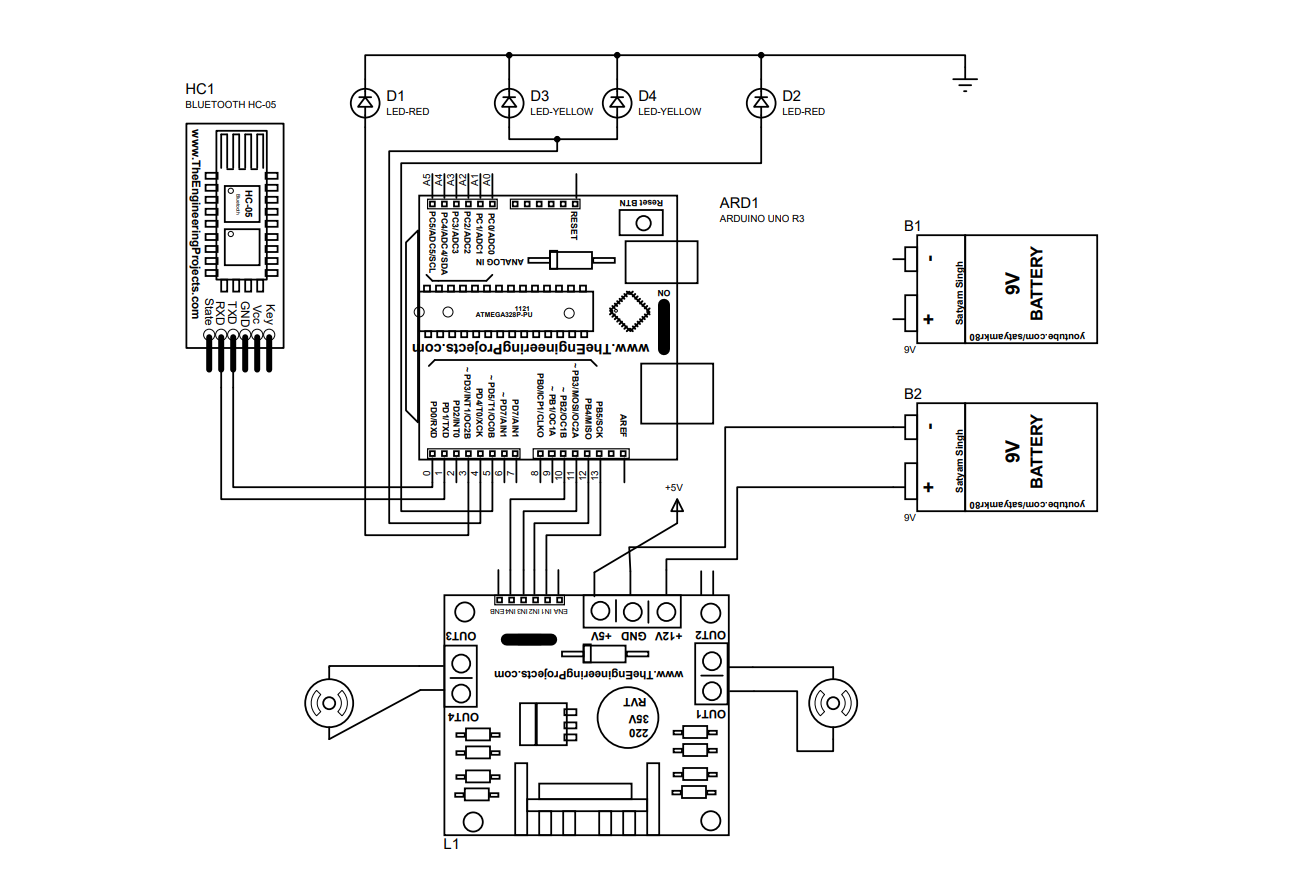 HC1
BLUETOOTH HC-05
www.TheEngineeringProjects.com
HC-05
Bluetooth
State
RXD
TXD
GND
Vcc
Key
D1
LED-RED
D3
LED-YELLOW
D4
LED-YELLOW
D2
LED-RED
ARD1
ARDUINO UNO R3
A5
A4
A3
A2
A1
A0
PC5/ADC5/SCL
PC4/ADC4/SDA
PC3/ADC3
PC2/ADC2
PC1/ADC1
PC0/ADC0
RESET
Reset BTN
ANALOG IN
ON
1121
ATMEGA328P-PU
www.TheEngineeringProjects.com
PD0/RXD
PD1/TXD
PD2/INT0
~ PD3/INT1/OC2B
PD4/T0/XCK
~ PD5/T1/OC0B
~ PD7/AIN1
PD7/AIN1
PB0/ICP1/CLKO
~ PB1/OC1A
~ PB2/OC1B
~ PB3/MOSI/OC2A
PB4/MISO
PB5/SCK
AREF
0
1
2
3
4
5
6
7
8
9
10
11
12
13
+5V
B1
-
+
9V
Satyam Singh
9V
BATTERY
youtube.com/satyamkr80
B2
-
+
9V
Satyam Singh
9V
BATTERY
youtube.com/satyamkr80
ENA IN1 IN2 IN3 IN4 ENB
+12V
GND
+5V
OUT3
OUT2
www.TheEngineeringProjects.com
OUT4
OUT1
220
35V
RVT
L1